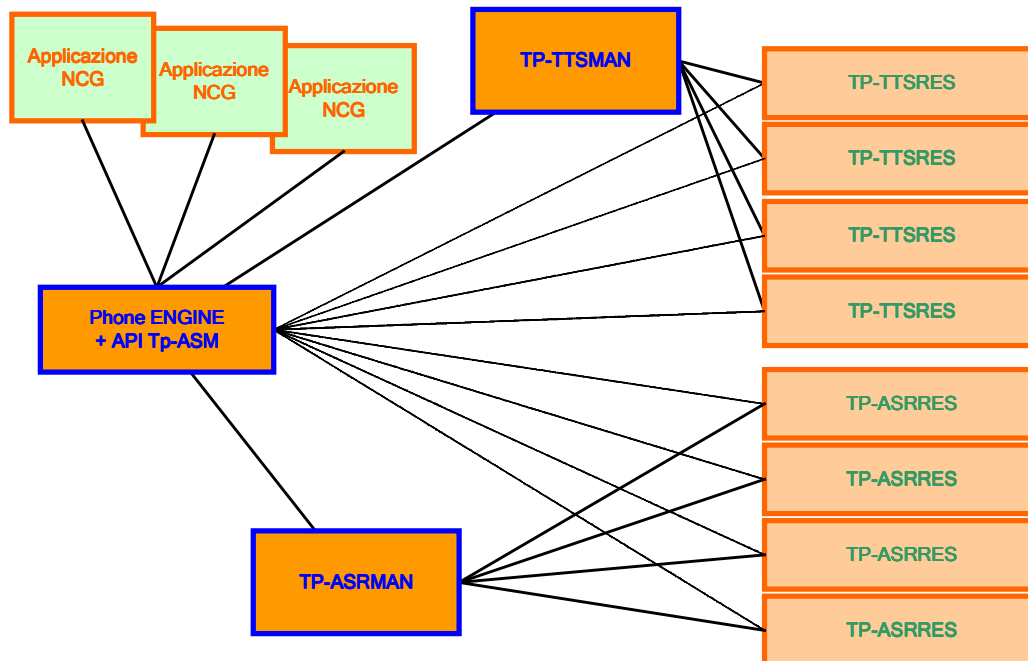 Applicazione
NCG
Applicazione
NCG
Applicazione
NCG
TP-TTSMAN
TP-TTSRES
TP-TTSRES
TP-TTSRES
TP-TTSRES
Phone ENGINE
+ API Tp-ASM
TP-ASRRES
TP-ASRRES
TP-ASRRES
TP-ASRRES
TP-ASRMAN